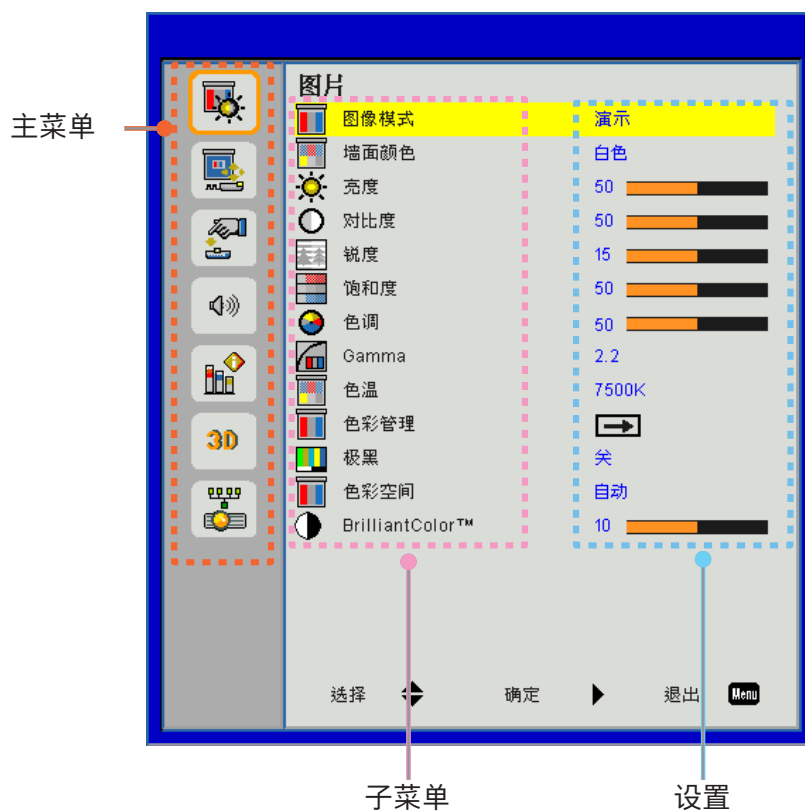 图片
主菜单
图像模式 演示
墙面颜色 白色
亮度 50
对比度 50
锐度 15
饱和度 50
色调 50
Gamma 2.2
色温 7500K
3D
色彩管理
极黑 关
色彩空间 自动
BrilliantColor™ 10
选择 确定 退出 Menu
子菜单 设置